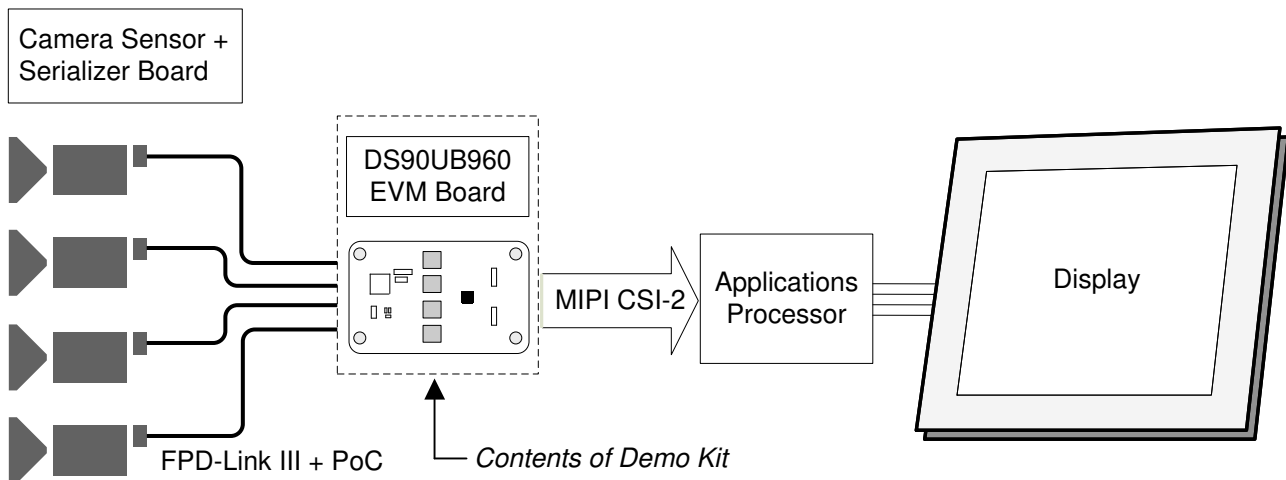 Camera Sensor +
Serializer Board
DS90UB960
EVM Board
MIPI CSI-2
Applications
Processor
Display
FPD-Link III + PoC
Contents of Demo Kit